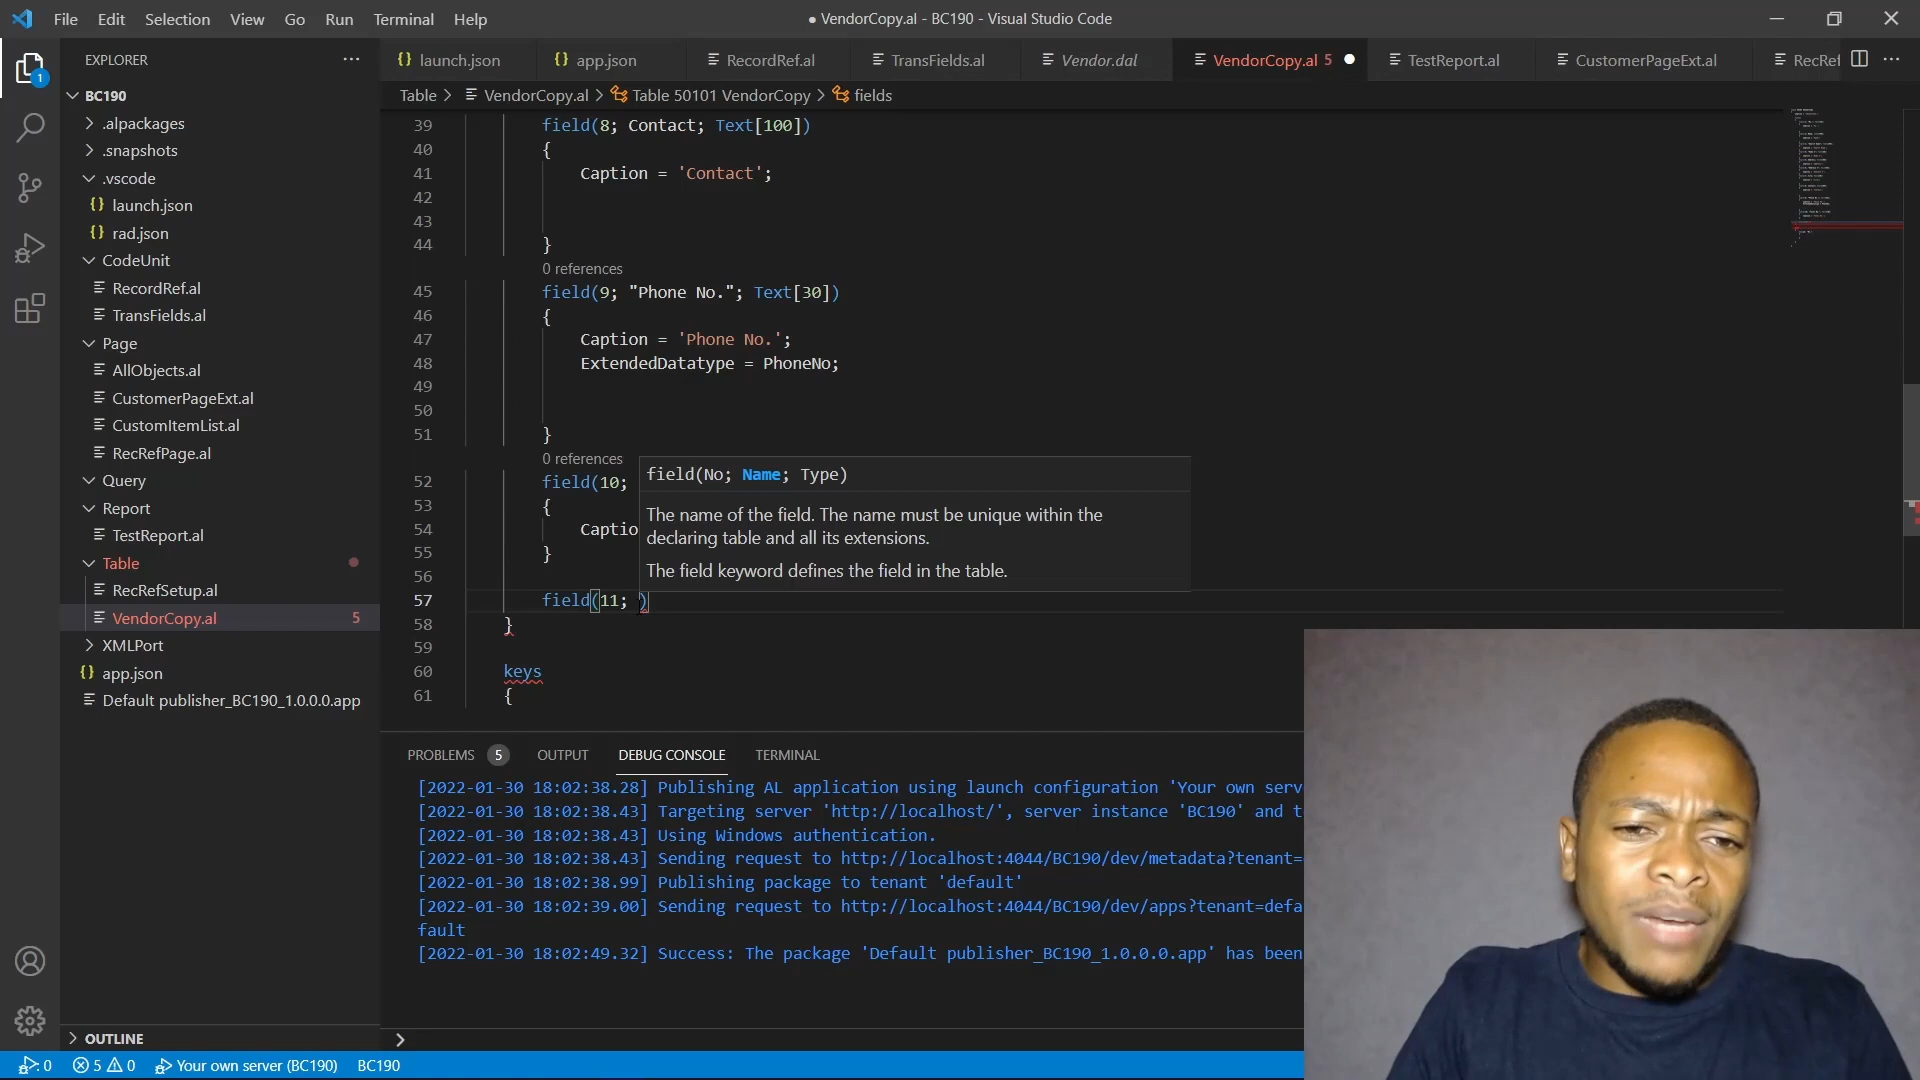 File Edit Selection View Go Run Terminal Help
● VendorCopy.al - BC190 - Visual Studio Code
EXPLORER
launch.json
app.json
RecordRef.al
TransFields.al
Vendor.dal
VendorCopy.al 5
TestReport.al
CustomerPageExt.al
RecRef
Table > VendorCopy.al > Table 50101 VendorCopy > fields
1
BC190
.alpackages
.snapshots
.vscode
launch.json
rad.json
CodeUnit
RecordRef.al
TransFields.al
Page
AllObjects.al
CustomerPageExt.al
CustomItemList.al
RecRefPage.al
Query
Report
TestReport.al
Table
RecRefSetup.al
VendorCopy.al 5
XMLPort
app.json
Default publisher_BC190_1.0.0.0.app
OUTLINE
39 field(8; Contact; Text[100])
40 {
41 Caption = 'Contact';
42
43
44 }
0 references
45 field(9; "Phone No."; Text[30])
46 {
47 Caption = 'Phone No.';
48 ExtendedDatatype = PhoneNo;
49
50
51 }
0 references
52 field(10;
53 {
54 Captio
55 }
56
57 field(11; )
58 }
59
60 keys
61 {
field(No; Name; Type)
The name of the field. The name must be unique within the
declaring table and all its extensions.
The field keyword defines the field in the table.
PROBLEMS 5 OUTPUT DEBUG CONSOLE TERMINAL
[2022-01-30 18:02:38.28] Publishing AL application using launch configuration 'Your own serv
[2022-01-30 18:02:38.43] Targeting server 'http://localhost/', server instance 'BC190' and t
[2022-01-30 18:02:38.43] Using Windows authentication.
[2022-01-30 18:02:38.43] Sending request to http://localhost:4044/BC190/dev/metadata?tenant=
[2022-01-30 18:02:38.99] Publishing package to tenant 'default'
[2022-01-30 18:02:39.00] Sending request to http://localhost:4044/BC190/dev/apps?tenant=defa
fault
[2022-01-30 18:02:49.32] Success: The package 'Default publisher_BC190_1.0.0.0.app' has been
0 5 0 Your own server (BC190) BC190